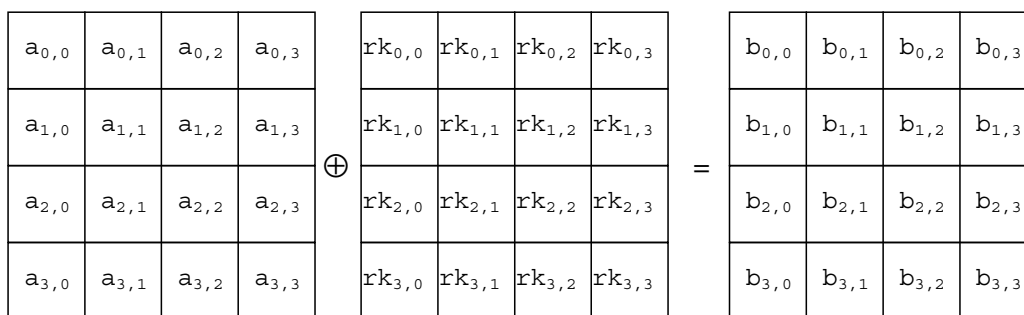 a0,0 a0,1 a0,2 a0,3 rk0,0 rk0,1 rk0,2 rk0,3 b0,0 b0,1 b0,2 b0,3
a1,0 a1,1 a1,2 a1,3 rk1,0 rk1,1 rk1,2 rk1,3 b1,0 b1,1 b1,2 b1,3
⊕ =
a2,0 a2,1 a2,2 a2,3 rk2,0 rk2,1 rk2,2 rk2,3 b2,0 b2,1 b2,2 b2,3
a3,0 a3,1 a3,2 a3,3 rk3,0 rk3,1 rk3,2 rk3,3 b3,0 b3,1 b3,2 b3,3